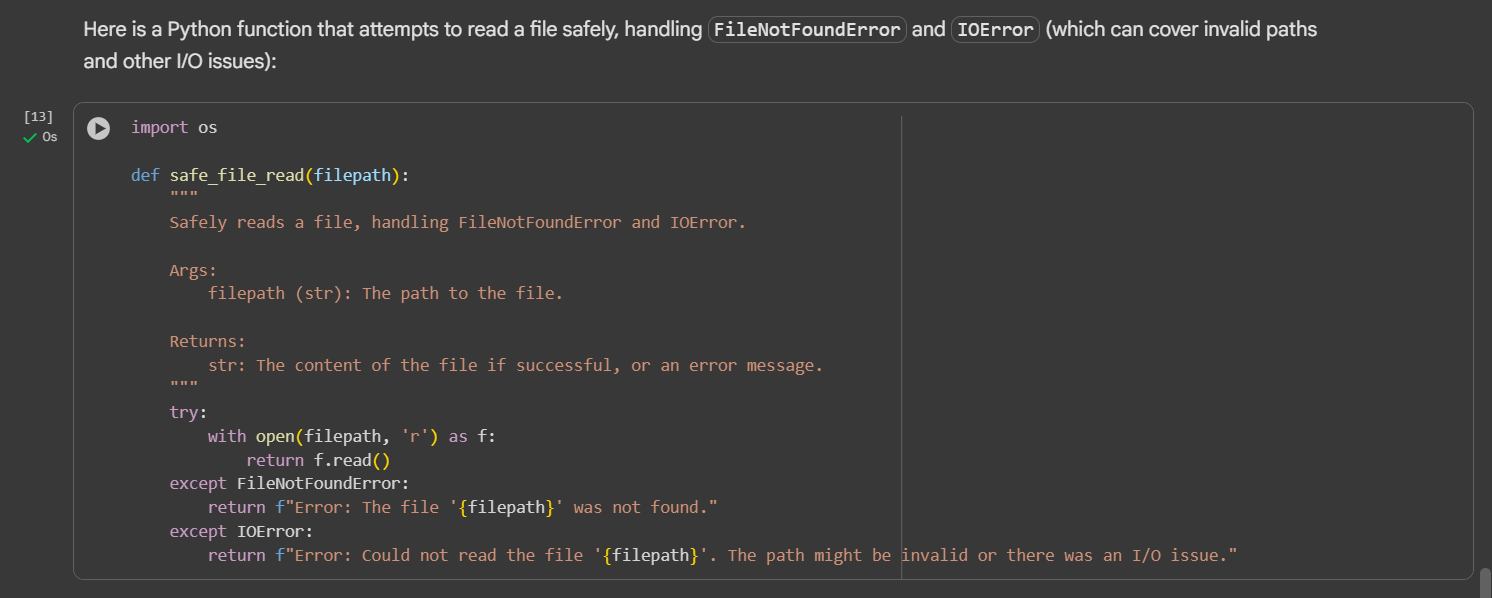 Here is a Python function that attempts to read a file safely, handling FileNotFoundError and IOError (which can cover invalid paths
and other I/O issues):
[13]
0s
import os
def safe_file_read(filepath):
    """
    Safely reads a file, handling FileNotFoundError and IOError.
    Args:
        filepath (str): The path to the file.
    Returns:
        str: The content of the file if successful, or an error message.
    """
    try:
        with open(filepath, 'r') as f:
            return f.read()
    except FileNotFoundError:
        return f"Error: The file '{filepath}' was not found."
    except IOError:
        return f"Error: Could not read the file '{filepath}'. The path might be invalid or there was an I/O issue."